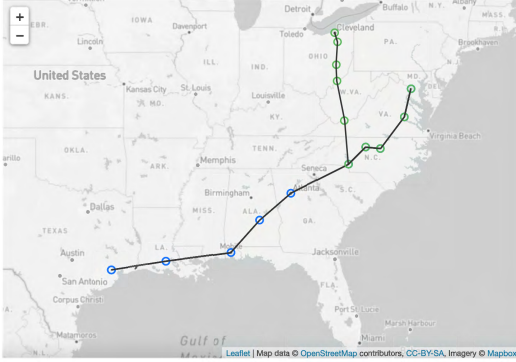 Detroit
Buffalo
N.Y.
Albany
MASS.
+
−
IOWA
Davenport
Toledo
Cleveland
Brookhaven
Lincoln
ILL.
IND.
OHIO
PA.
United States
Kansas City
St. Louis
MD.
KANS.
MO.
Louisville
W.VA.
DEL.
KY.
VA.
Virginia Beach
OKLA.
TENN.
N.C.
Memphis
Seneca
ARK.
Birmingham
Atlanta
S.C.
Dallas
MISS.
ALA.
GA.
TEXAS
LA.
Mobile
Jacksonville
Austin
San Antonio
FLA.
Corpus Christi
Port St. Lucie
Marsh Harbour
Matamoros
Gulf of
Miami
N.L.
Leaflet | Map data © OpenStreetMap contributors, CC-BY-SA, Imagery © Mapbox